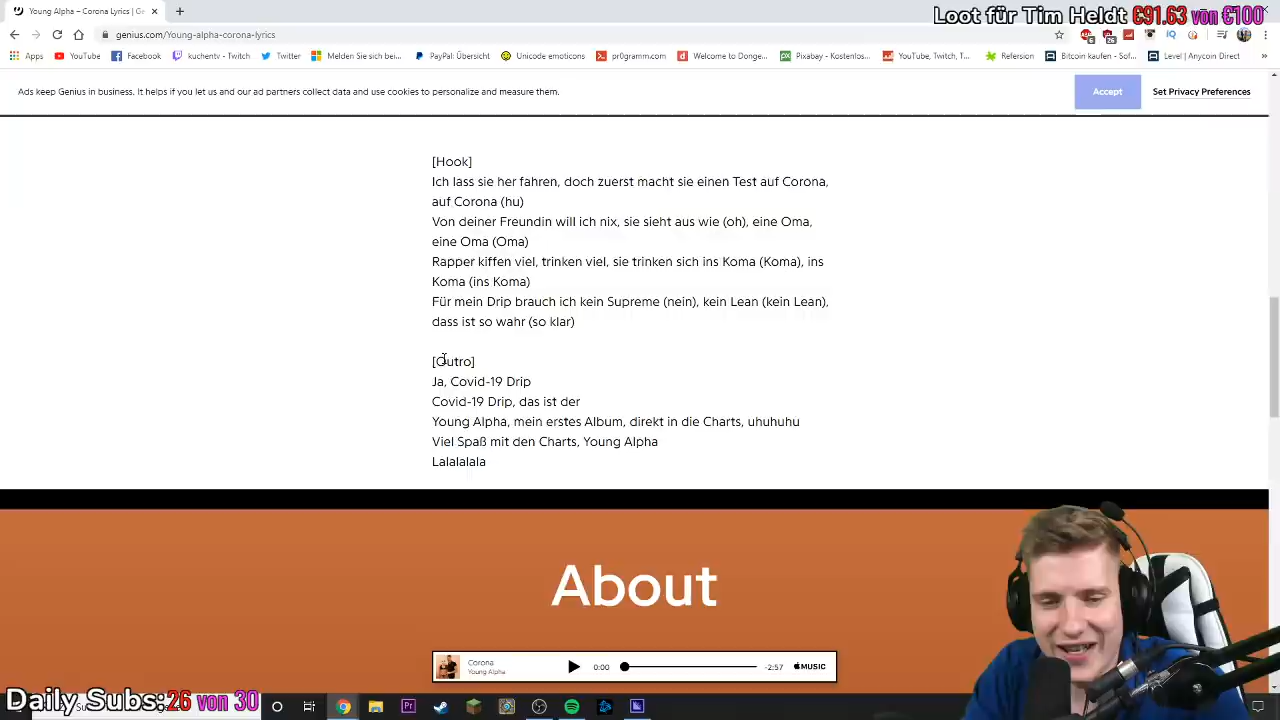 Young Alpha – Corona Lyrics | Ge
Loot für Tim Heldt €91.63 von €100
genius.com/Young-alpha-corona-lyrics
Apps YouTube Facebook kuchentv - Twitch Twitter Melden Sie sich bei... PayPal: Übersicht Unicode emoticons pr0gramm.com Welcome to Donge... Pixabay - Kostenlos... YouTube, Twitch, T... Refersion Bitcoin kaufen - Sof... Level | Anycoin Direct
Ads keep Genius in business. It helps if you let us and our ad partners collect data and use cookies to personalize and measure them.
Accept
Set Privacy Preferences
[Hook]
Ich lass sie her fahren, doch zuerst macht sie einen Test auf Corona,
auf Corona (hu)
Von deiner Freundin will ich nix, sie sieht aus wie (oh), eine Oma,
eine Oma (Oma)
Rapper kiffen viel, trinken viel, sie trinken sich ins Koma (Koma), ins
Koma (ins Koma)
Für mein Drip brauch ich kein Supreme (nein), kein Lean (kein Lean),
dass ist so wahr (so klar)
[Outro]
Ja, Covid-19 Drip
Covid-19 Drip, das ist der
Young Alpha, mein erstes Album, direkt in die Charts, uhuhuhu
Viel Spaß mit den Charts, Young Alpha
Lalalalala
About
Corona
Young Alpha
0:00
-2:57
MUSIC
Daily Subs: 26 von 30